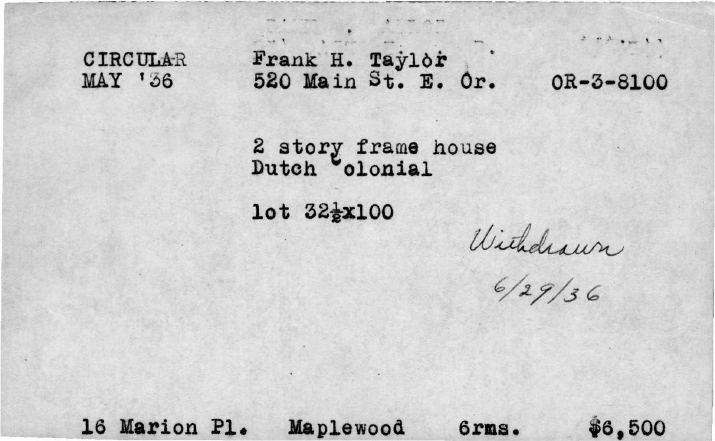 CIRCULAR Frank H. Taylor
MAY '36 520 Main St. E. Or. OR-3-8100
2 story frame house
Dutch Colonial
lot 32½x100
Withdrawn
6/29/36
16 Marion Pl. Maplewood 6rms. $6,500